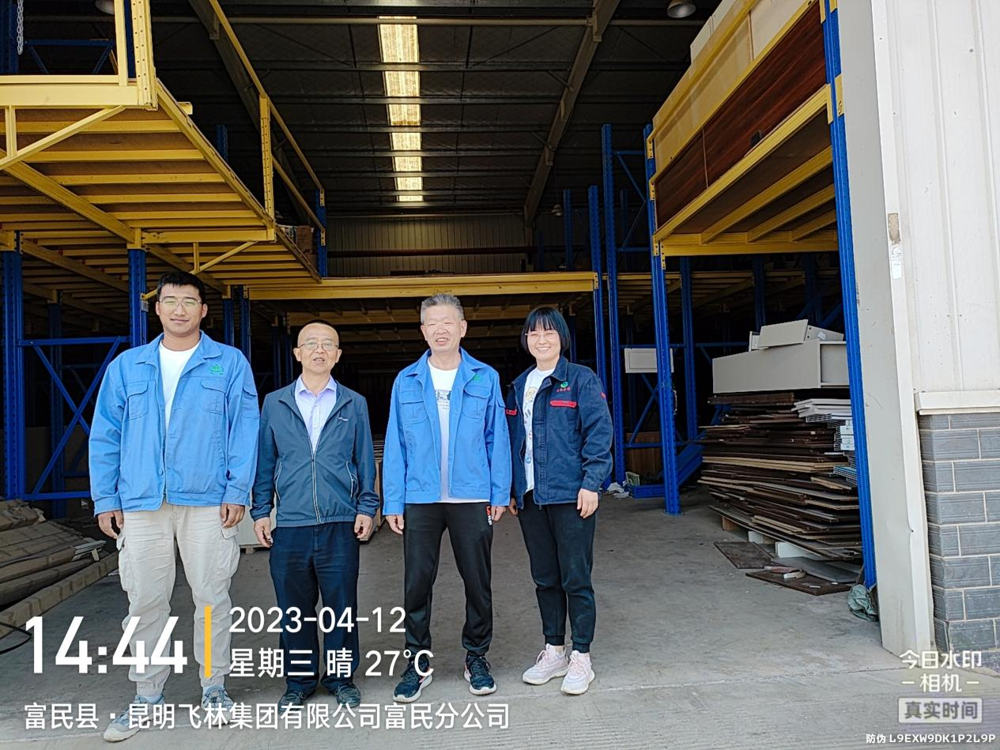 14:44
2023-04-12
星期三 晴 27℃
富民县·昆明飞林集团有限公司富民分公司
今日水印
相机
真实时间
防伪 L9EXW9DK1P2L9P